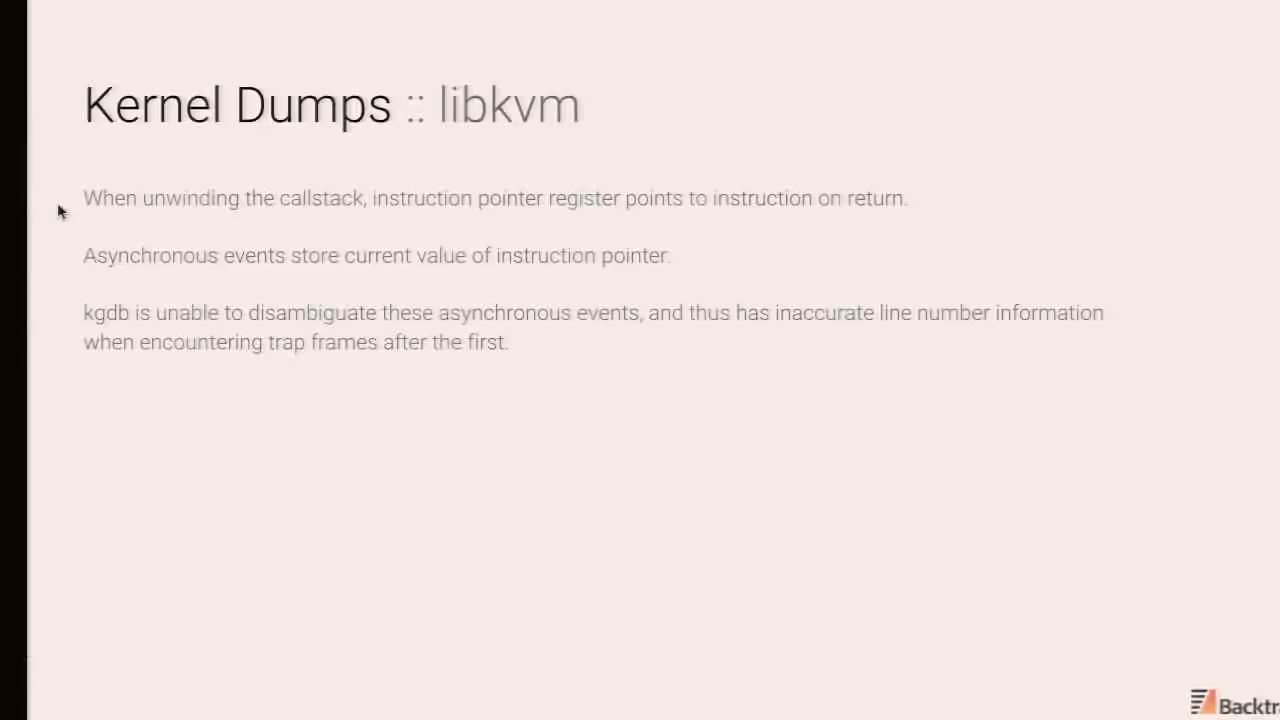 Kernel Dumps :: libkvm
When unwinding the callstack, instruction pointer register points to instruction on return.
Asynchronous events store current value of instruction pointer.
kgdb is unable to disambiguate these asynchronous events, and thus has inaccurate line number information
when encountering trap frames after the first.
Backtr